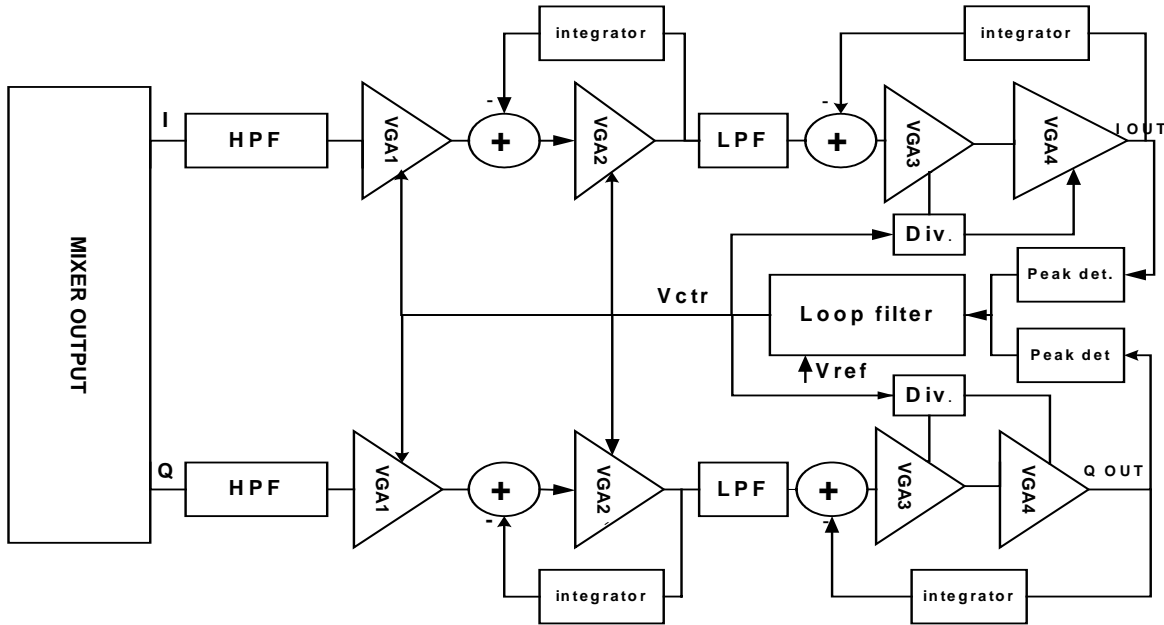 integrator
integrator
-
-
I
HPF
VGA1
+
VGA2
LPF
+
VGA3
VGA4
I OUT
MIXER OUTPUT
Div.
Peak det.
Vctr
Loop filter
Peak det
Vref
Div.
Q
HPF
VGA1
+
VGA2
LPF
+
VGA3
VGA4
Q OUT
-
-
integrator
integrator